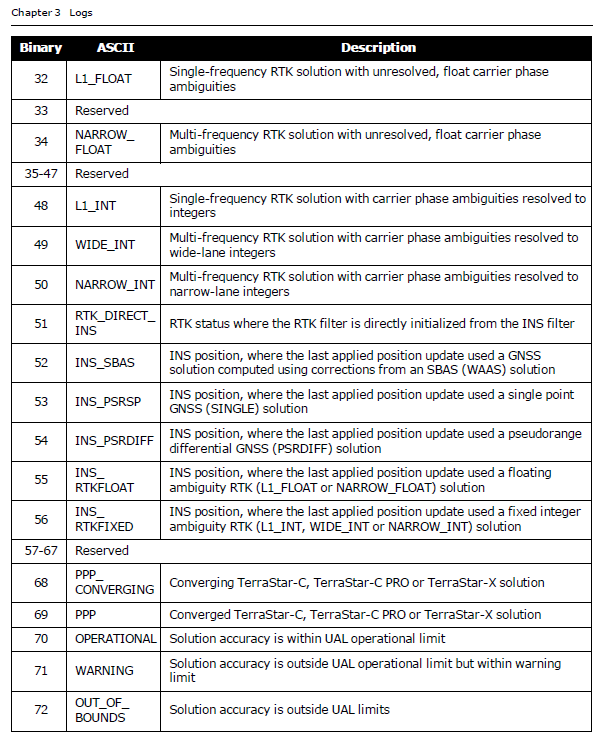 Chapter 3 Logs
Binary ASCII Description
32 L1_FLOAT Single-frequency RTK solution with unresolved, float carrier phase
ambiguities
33 Reserved
34 NARROW_
FLOAT Multi-frequency RTK solution with unresolved, float carrier phase
ambiguities
35-47 Reserved
48 L1_INT Single-frequency RTK solution with carrier phase ambiguities resolved to
integers
49 WIDE_INT Multi-frequency RTK solution with carrier phase ambiguities resolved to
wide-lane integers
50 NARROW_INT Multi-frequency RTK solution with carrier phase ambiguities resolved to
narrow-lane integers
51 RTK_DIRECT_
INS RTK status where the RTK filter is directly initialized from the INS filter
52 INS_SBAS INS position, where the last applied position update used a GNSS
solution computed using corrections from an SBAS (WAAS) solution
53 INS_PSRSP INS position, where the last applied position update used a single point
GNSS (SINGLE) solution
54 INS_PSRDIFF INS position, where the last applied position update used a pseudorange
differential GNSS (PSRDIFF) solution
55 INS_
RTKFLOAT INS position, where the last applied position update used a floating
ambiguity RTK (L1_FLOAT or NARROW_FLOAT) solution
56 INS_
RTKFIXED INS position, where the last applied position update used a fixed integer
ambiguity RTK (L1_INT, WIDE_INT or NARROW_INT) solution
57-67 Reserved
68 PPP_
CONVERGING Converging TerraStar-C, TerraStar-C PRO or TerraStar-X solution
69 PPP Converged TerraStar-C, TerraStar-C PRO or TerraStar-X solution
70 OPERATIONAL Solution accuracy is within UAL operational limit
71 WARNING Solution accuracy is outside UAL operational limit but within warning
limit
72 OUT_OF_
BOUNDS Solution accuracy is outside UAL limits